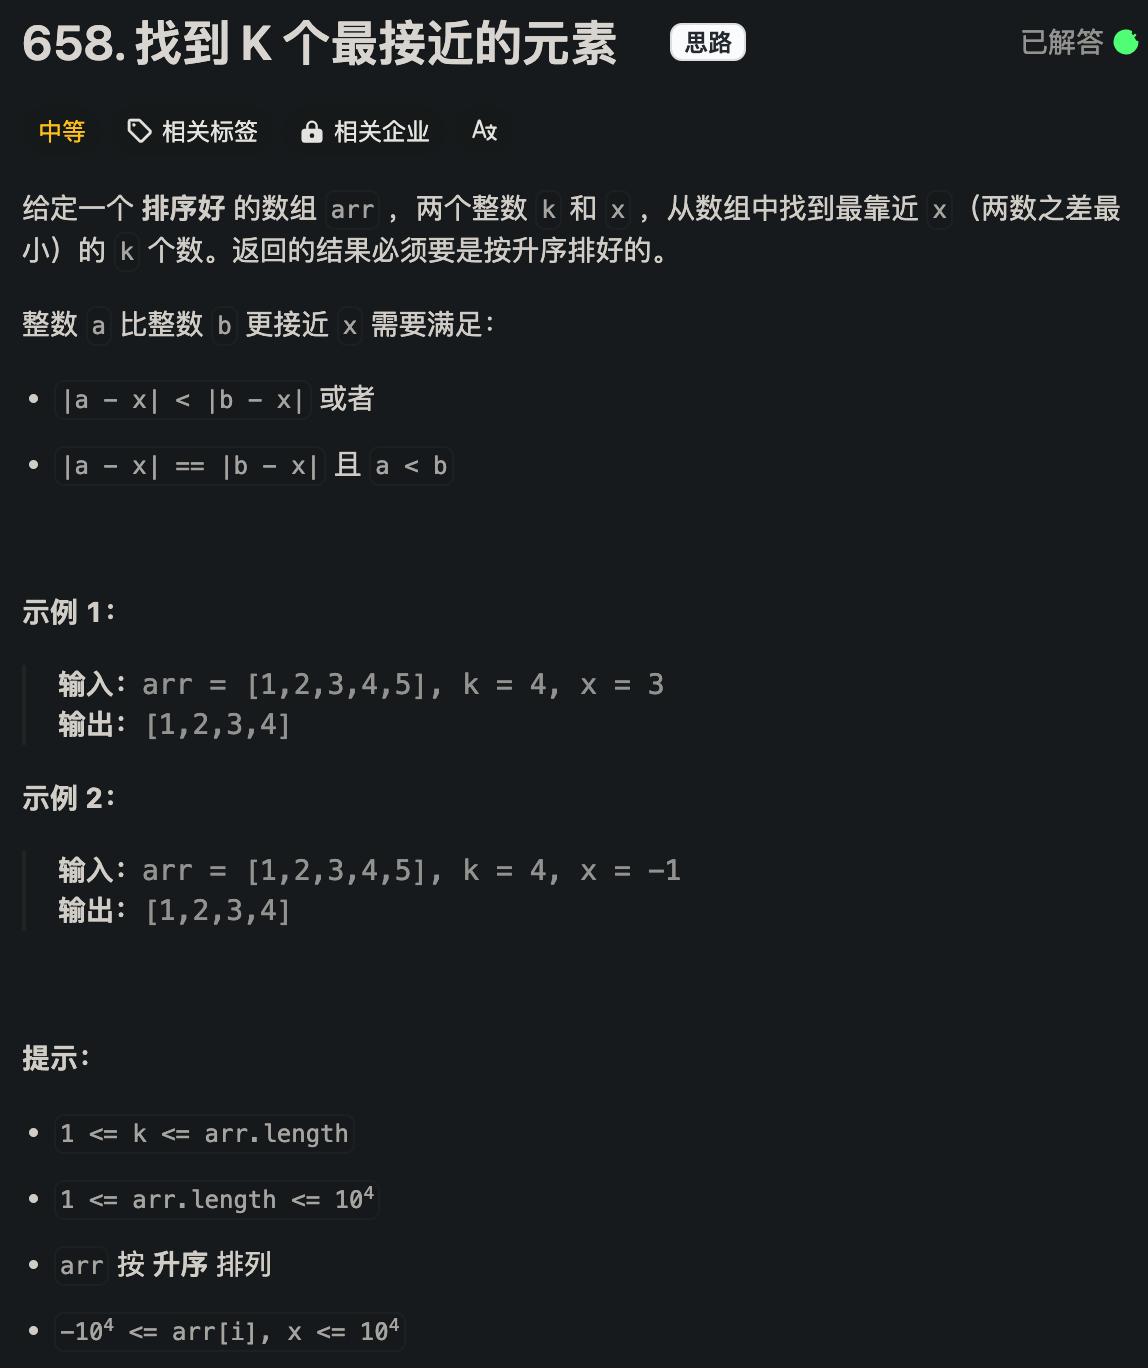 658. 找到 K 个最接近的元素
思路
已解答
中等
相关标签
相关企业
给定一个 排序好 的数组 arr ，两个整数 k 和 x ，从数组中找到最靠近 x（两数之差最
小）的 k 个数。返回的结果必须要是按升序排好的。
整数 a 比整数 b 更接近 x 需要满足：
• |a - x| < |b - x| 或者
• |a - x| == |b - x| 且 a < b
示例 1：
输入：arr = [1,2,3,4,5], k = 4, x = 3
输出：[1,2,3,4]
示例 2：
输入：arr = [1,2,3,4,5], k = 4, x = -1
输出：[1,2,3,4]
提示：
• 1 <= k <= arr.length
• 1 <= arr.length <= 10⁴
• arr 按 升序 排列
• -10⁴ <= arr[i], x <= 10⁴